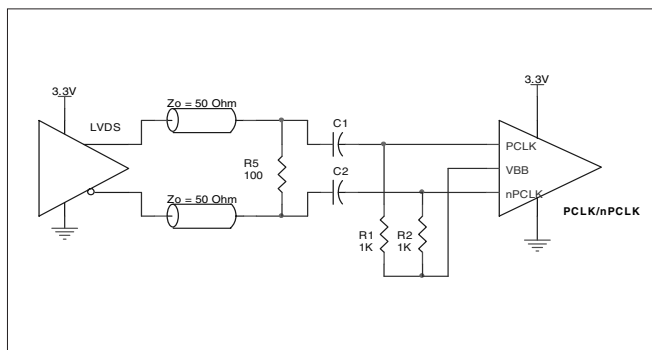 3.3V
LVDS
Zo = 50 Ohm
Zo = 50 Ohm
R5
100
C1
C2
R1
1K
R2
1K
3.3V
PCLK
VBB
nPCLK
PCLK/nPCLK